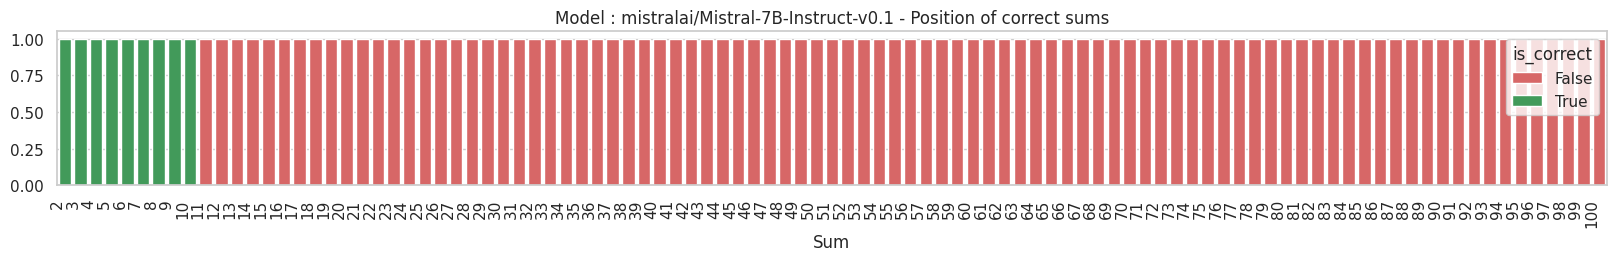 Model : mistralai/Mistral-7B-Instruct-v0.1 - Position of correct sums
1.00
0.75
0.50
0.25
0.00
is_correct
False
True
2 3 4 5 6 7 8 9 10 11 12 13 14 15 16 17 18 19 20 21 22 23 24 25 26 27 28 29 30 31 32 33 34 35 36 37 38 39 40 41 42 43 44 45 46 47 48 49 50 51 52 53 54 55 56 57 58 59 60 61 62 63 64 65 66 67 68 69 70 71 72 73 74 75 76 77 78 79 80 81 82 83 84 85 86 87 88 89 90 91 92 93 94 95 96 97 98 99 100
Sum